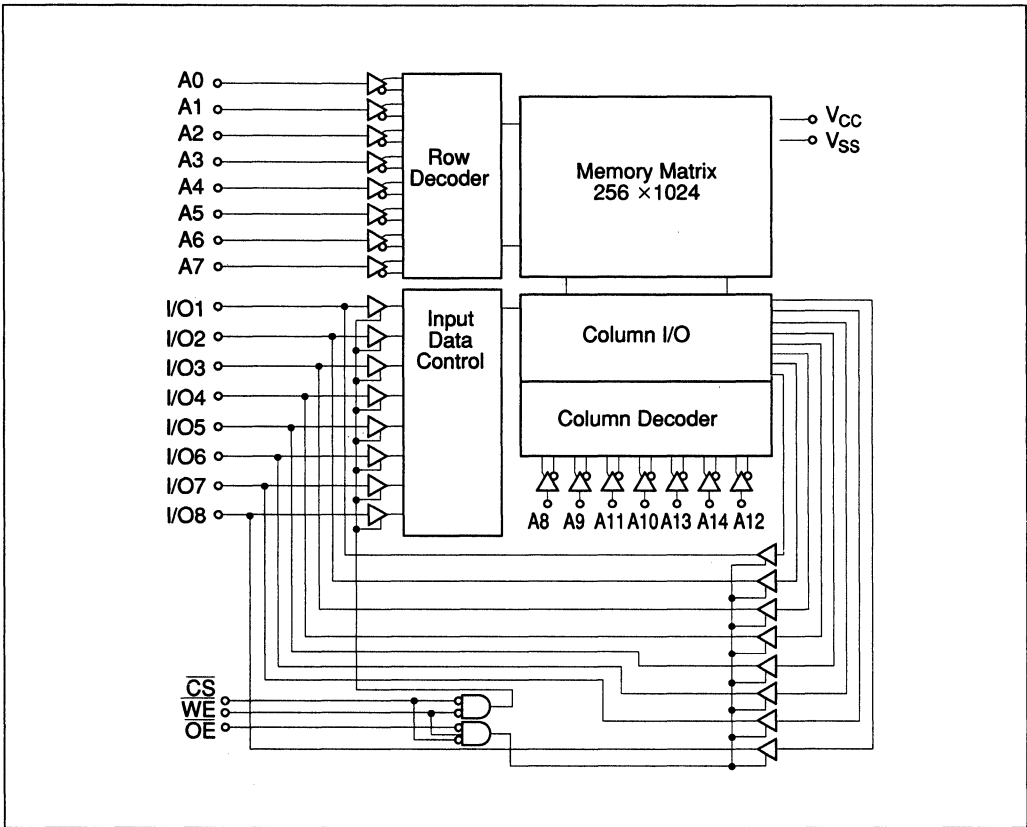 A0
A1
A2
A3
A4
A5
A6
A7
Row
Decoder
Memory Matrix
256 ×1024
VCC
VSS
I/O1
I/O2
I/O3
I/O4
I/O5
I/O6
I/O7
I/O8
Input
Data
Control
Column I/O
Column Decoder
A8 A9 A11 A10 A13 A14 A12
CS
WE
OE